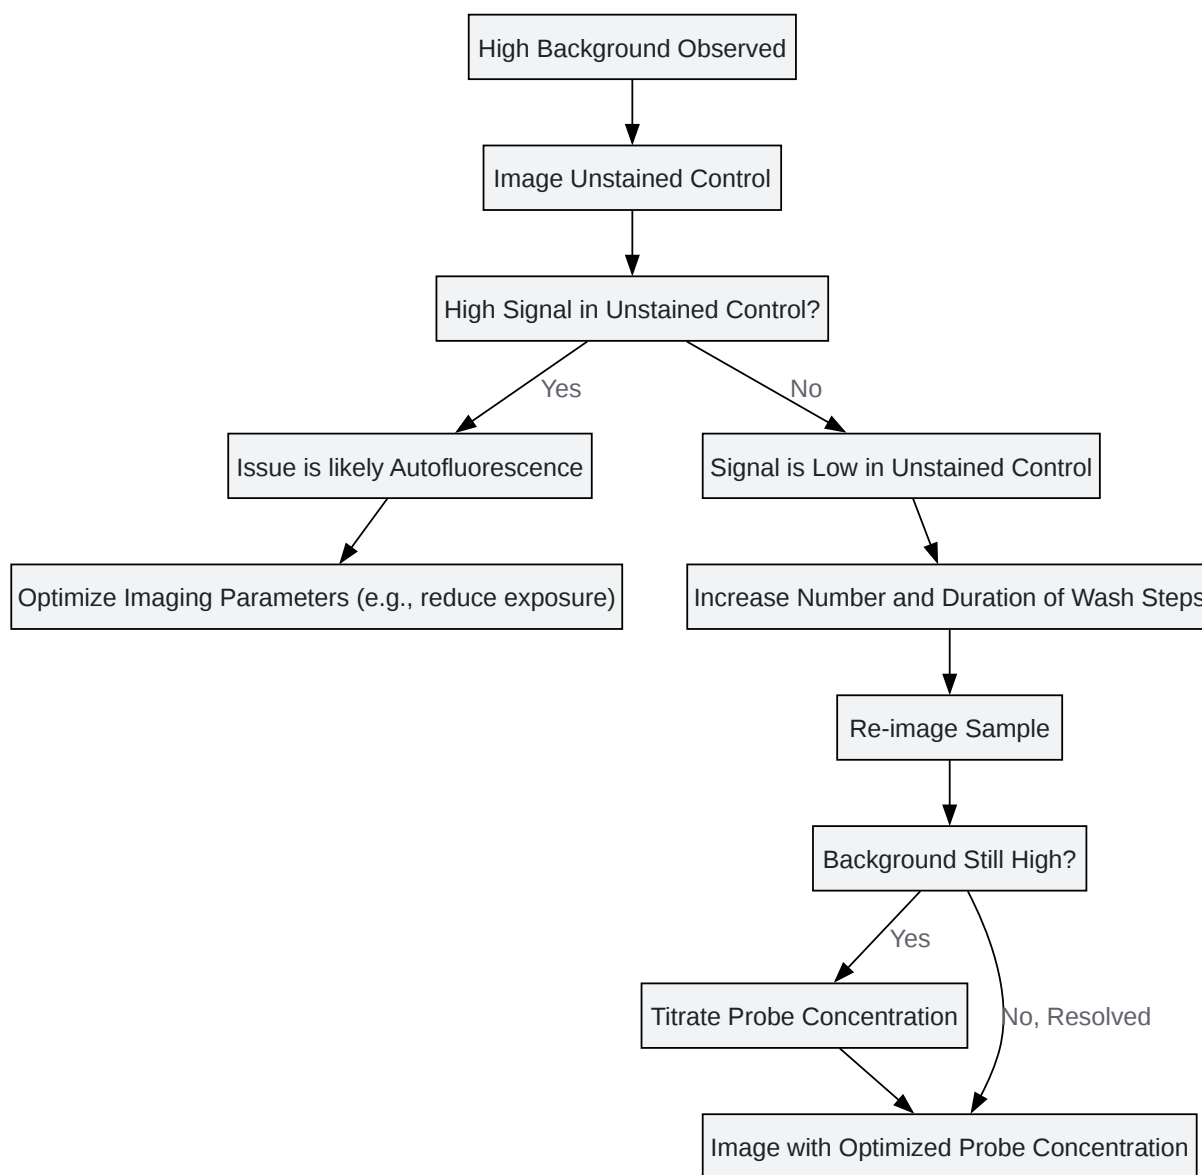 High Background Observed
Image Unstained Control
High Signal in Unstained Control?
Yes
No
Issue is likely Autofluorescence
Signal is Low in Unstained Control
Optimize Imaging Parameters (e.g., reduce exposure)
Increase Number and Duration of Wash Steps
Re-image Sample
Background Still High?
Yes
Titrate Probe Concentration
No, Resolved
Image with Optimized Probe Concentration